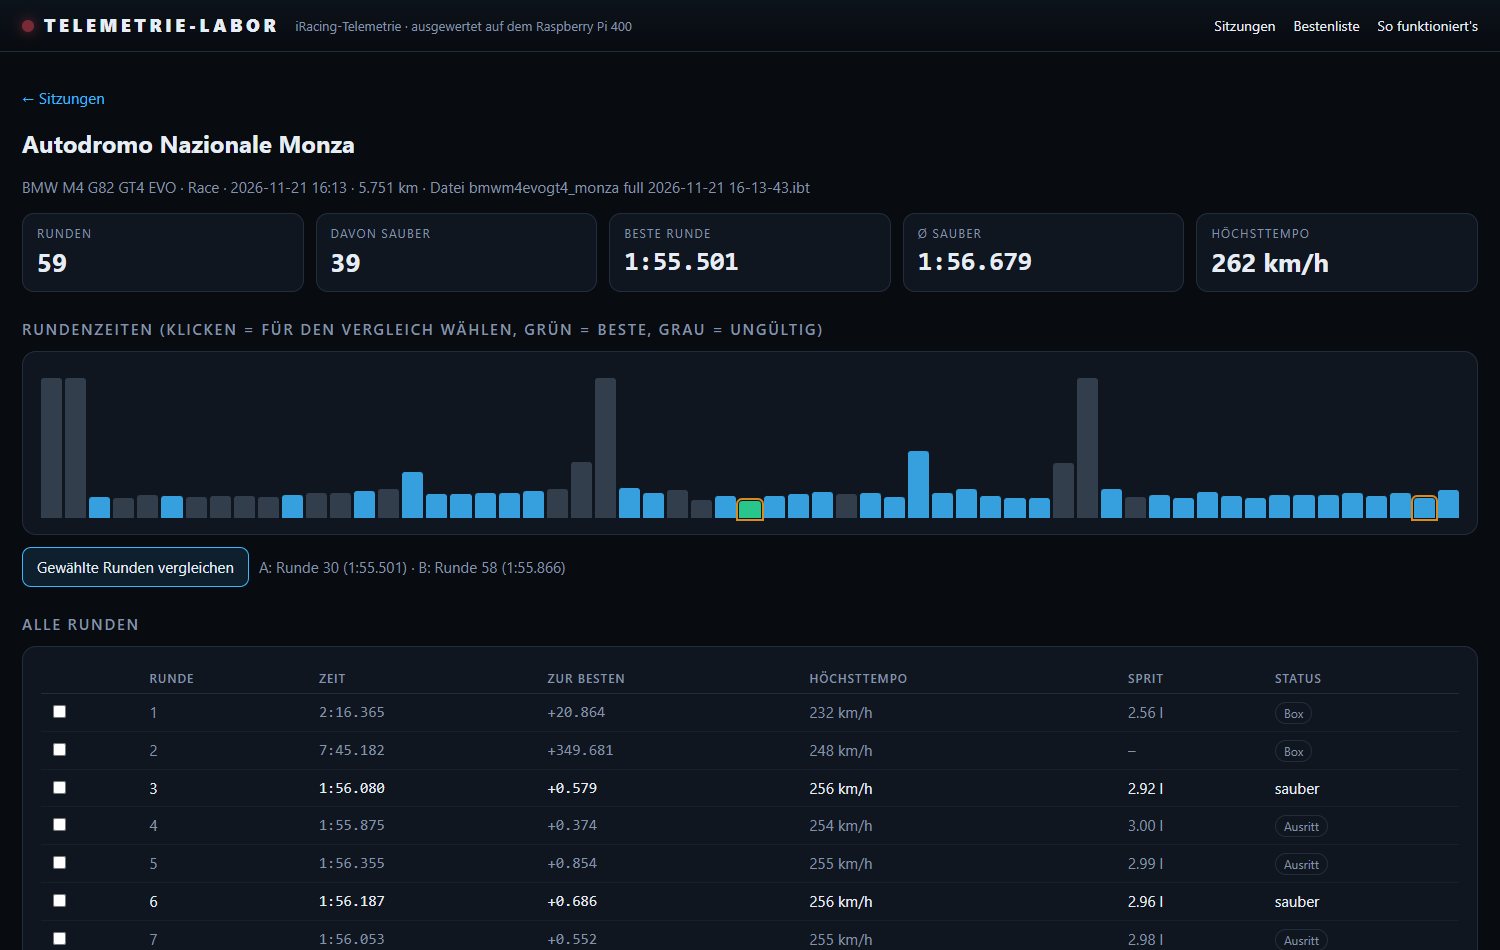 TELEMETRIE-LABOR iRacing-Telemetrie · ausgewertet auf dem Raspberry Pi 400 Sitzungen Bestenliste So funktioniert's
← Sitzungen
Autodromo Nazionale Monza
BMW M4 G82 GT4 EVO · Race · 2026-11-21 16:13 · 5.751 km · Datei bmwm4evogt4_monza full 2026-11-21 16-13-43.ibt
RUNDEN DAVON SAUBER BESTE RUNDE Ø SAUBER HÖCHSTTEMPO
59 39 1:55.501 1:56.679 262 km/h
RUNDENZEITEN (KLICKEN = FÜR DEN VERGLEICH WÄHLEN, GRÜN = BESTE, GRAU = UNGÜLTIG)
Gewählte Runden vergleichen A: Runde 30 (1:55.501) · B: Runde 58 (1:55.866)
ALLE RUNDEN
RUNDE ZEIT ZUR BESTEN HÖCHSTTEMPO SPRIT STATUS
1 2:16.365 +20.864 232 km/h 2.56 l Box
2 7:45.182 +349.681 248 km/h – Box
3 1:56.080 +0.579 256 km/h 2.92 l sauber
4 1:55.875 +0.374 254 km/h 3.00 l Ausritt
5 1:56.355 +0.854 255 km/h 2.99 l Ausritt
6 1:56.187 +0.686 256 km/h 2.96 l sauber
7 1:56.053 +0.552 255 km/h 2.98 l Ausritt